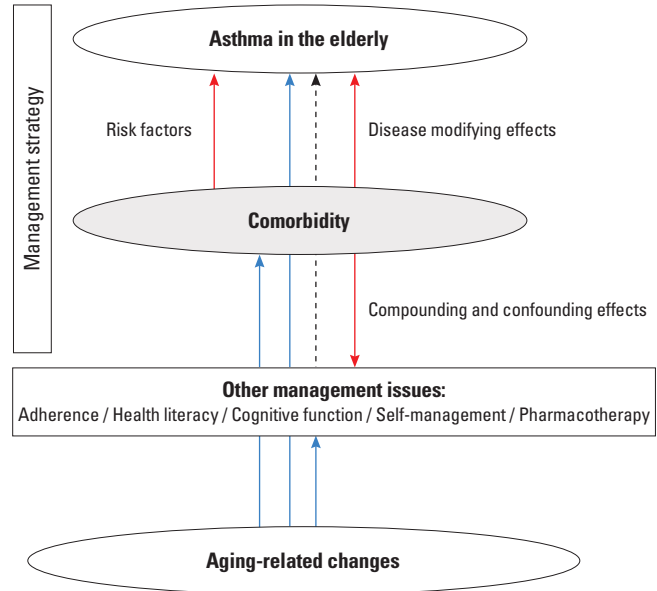 Asthma in the elderly
Management strategy
Risk factors
Disease modifying effects
Comorbidity
Compounding and confounding effects
Other management issues:
Adherence / Health literacy / Cognitive function / Self-management / Pharmacotherapy
Aging-related changes